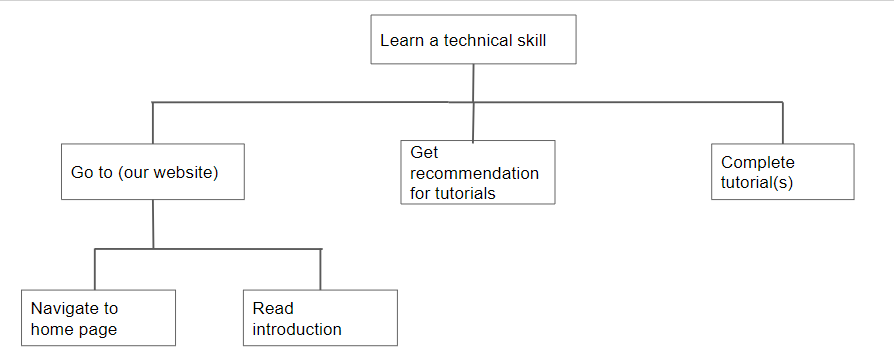 Learn a technical skill
Go to (our website)
Get
recommendation
for tutorials
Complete
tutorial(s)
Navigate to
home page
Read
introduction